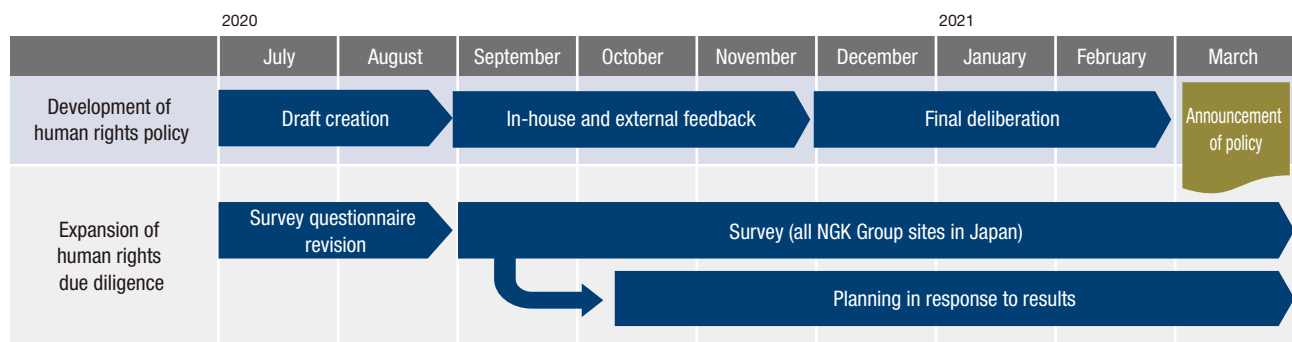 2020
2021
July
August
September
October
November
December
January
February
March
Development of
human rights policy
Draft creation
In-house and external feedback
Final deliberation
Announcement
of policy
Expansion of
human rights
due diligence
Survey questionnaire
revision
Survey (all NGK Group sites in Japan)
Planning in response to results